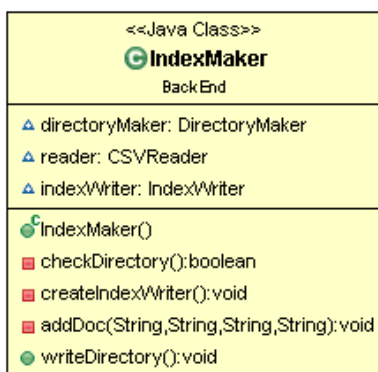 <<Java Class>>
IndexMaker
BackEnd
directoryMaker: DirectoryMaker
reader: CSVReader
indexWriter: IndexWriter
IndexMaker()
checkDirectory():boolean
createIndexWriter():void
addDoc(String,String,String,String):void
writeDirectory():void